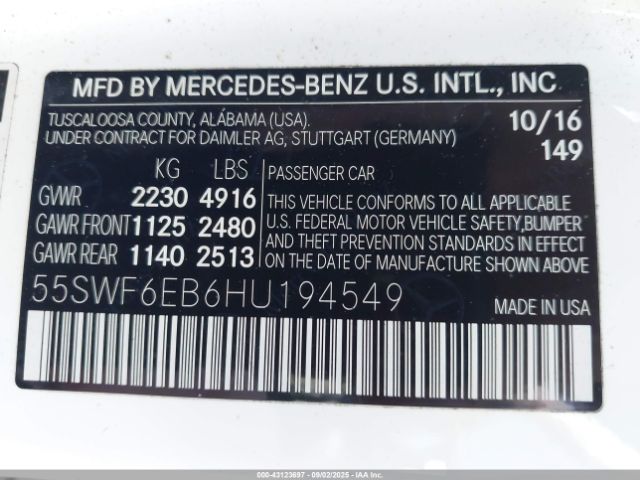 MFD BY MERCEDES-BENZ U.S. INTL., INC
TUSCALOOSA COUNTY, ALABAMA (USA).
UNDER CONTRACT FOR DAIMLER AG, STUTTGART (GERMANY)
10/16
149
KG LBS
GVWR 2230 4916
GAWR FRONT 1125 2480
GAWR REAR 1140 2513
PASSENGER CAR
THIS VEHICLE CONFORMS TO ALL APPLICABLE
U.S. FEDERAL MOTOR VEHICLE SAFETY,BUMPER
AND THEFT PREVENTION STANDARDS IN EFFECT
ON THE DATE OF MANUFACTURE SHOWN ABOVE
55SWF6EB6HU194549
MADE IN USA
000-43123697 - 09/02/2025 - IAAI.COM